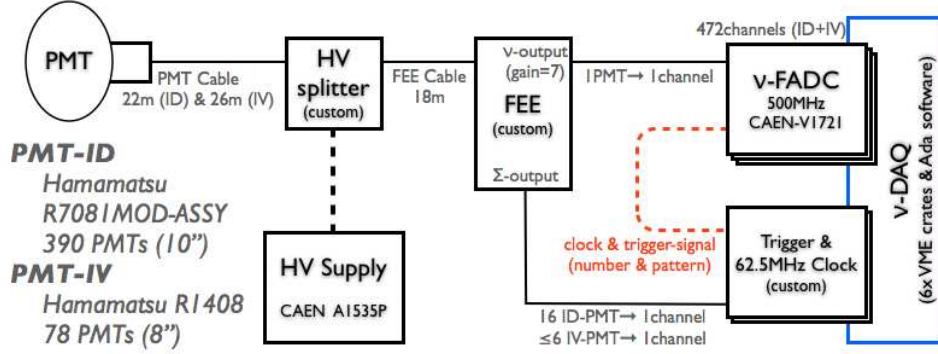 PMT
PMT Cable
22m (ID) & 26m (IV)
HV
splitter
(custom)
FEE Cable
18m
ν-output
(gain=7)
FEE
(custom)
Σ-output
1PMT→ 1channel
472channels (ID+IV)
ν-FADC
500MHz
CAEN-V1721
ν-DAQ
(6x VME crates & Ada software)
PMT-ID
Hamamatsu
R7081MOD-ASSY
390 PMTs (10”)
PMT-IV
Hamamatsu R1408
78 PMTs (8”)
HV Supply
CAEN A1535P
clock & trigger-signal
(number & pattern)
Trigger &
62.5MHz Clock
(custom)
16 ID-PMT→ 1channel
≤6 IV-PMT→ 1channel